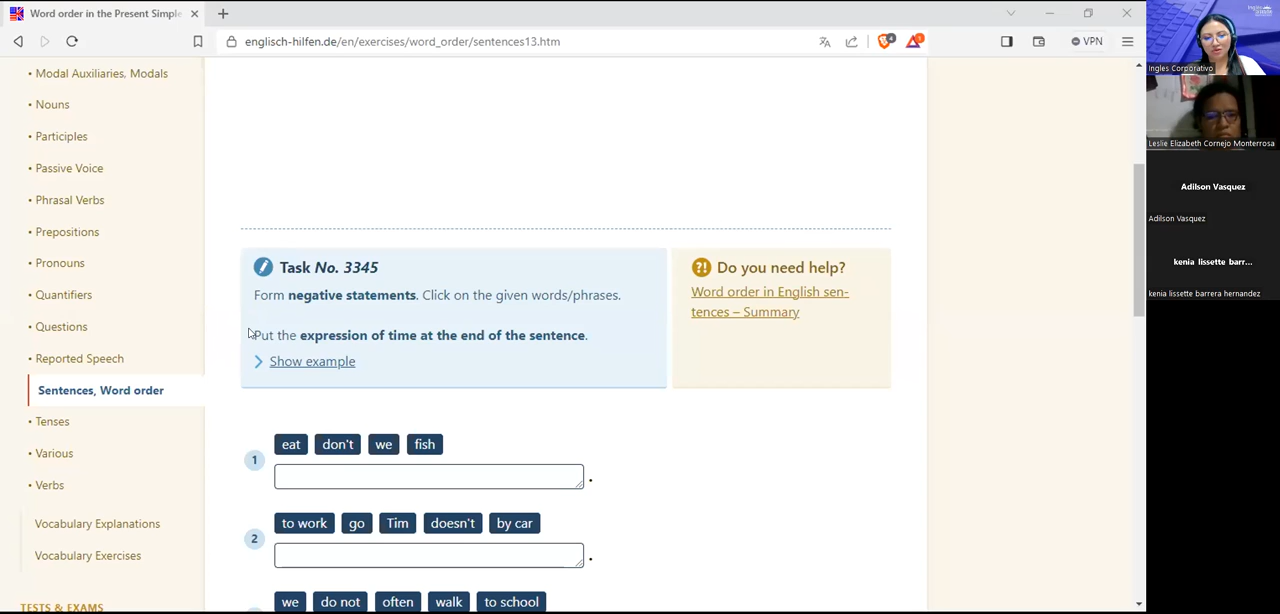 Word order in the Present Simple
englisch-hilfen.de/en/exercises/word_order/sentences13.htm
4
1
VPN
• Modal Auxiliaries, Modals
• Nouns
• Participles
• Passive Voice
• Phrasal Verbs
• Prepositions
• Pronouns
• Quantifiers
• Questions
• Reported Speech
Sentences, Word order
• Tenses
• Various
• Verbs
Vocabulary Explanations
Vocabulary Exercises
TESTS & EXAMS
Task No. 3345
Form negative statements. Click on the given words/phrases.
Put the expression of time at the end of the sentence.
Show example
?! Do you need help?
Word order in English sen-
tences – Summary
eat don't we fish
1
.
to work go Tim doesn't by car
2
.
we do not often walk to school
Ingles Corporativo
Leslie Elizabeth Cornejo Monterrosa
Adilson Vasquez
Adilson Vasquez
kenia lissette barr...
kenia lissette barrera hernandez